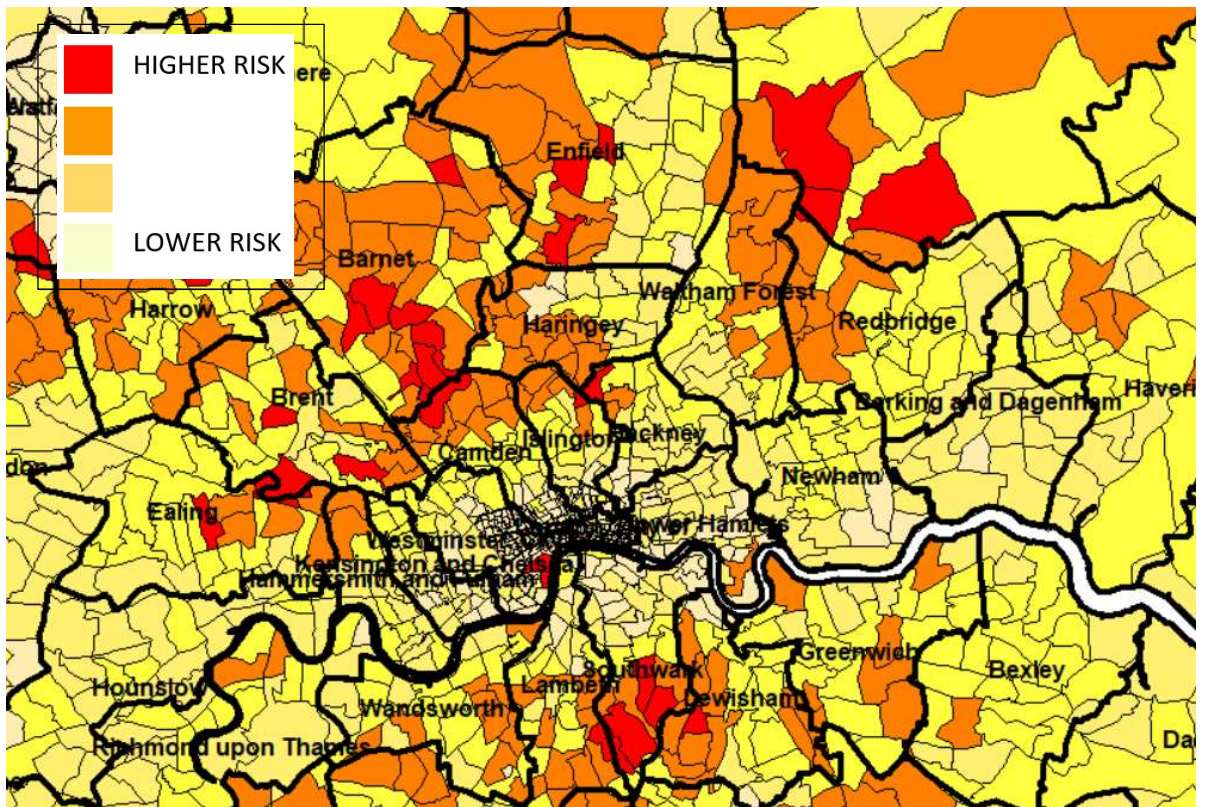 HIGHER RISK
LOWER RISK
Enfield
Barnet
Harrow
Waltham Forest
Haringey
Redbridge
Brent
Barking and Dagenham
Camden
Islington
Hackney
Newham
Ealing
Westminster
Tower Hamlets
Kensington and Chelsea
Hammersmith and Fulham
Southwark
Greenwich
Bexley
Hounslow
Lambeth
Lewisham
Wandsworth
Richmond upon Thames